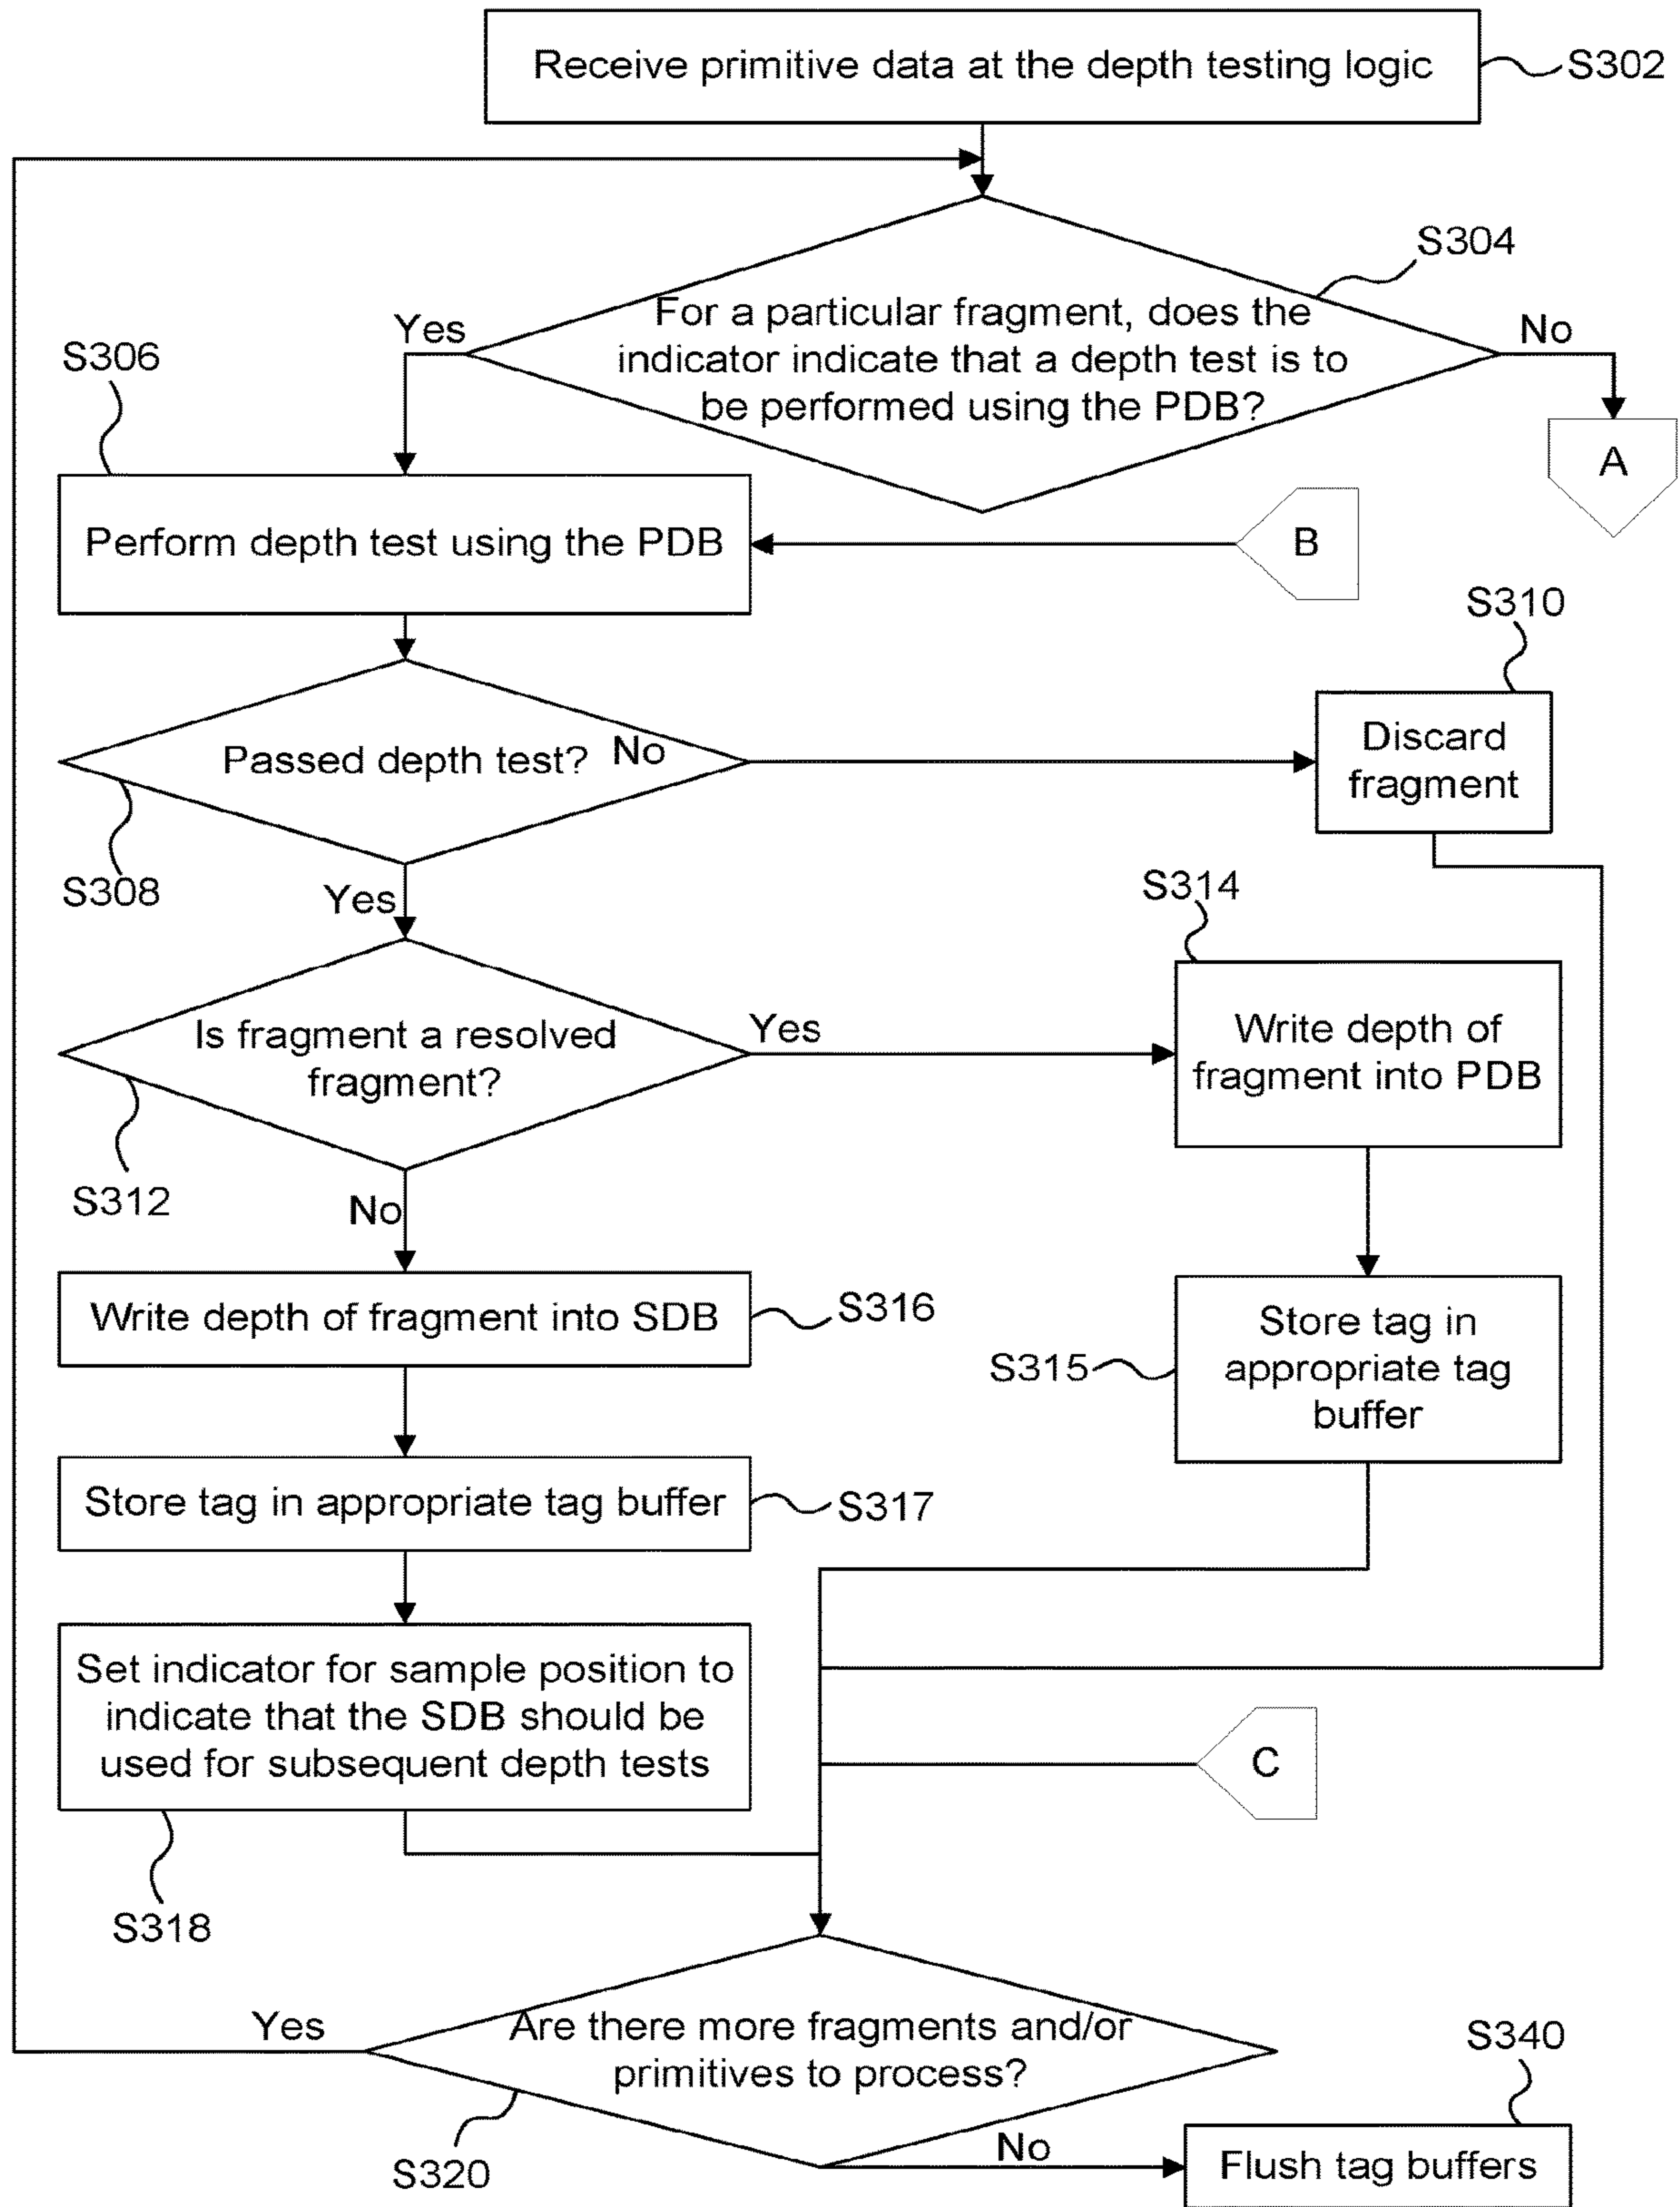 Receive primitive data at the depth testing logic
S302
S304
For a particular fragment, does the
indicator indicate that a depth test is to
be performed using the PDB?
Yes
No
S306
A
Perform depth test using the PDB
B
S310
Discard
fragment
Passed depth test?
No
S308
Yes
S314
Is fragment a resolved
fragment?
Yes
Write depth of
fragment into PDB
S312
No
Write depth of fragment into SDB
S316
Store tag in
appropriate tag
buffer
S315
Store tag in appropriate tag buffer
S317
Set indicator for sample position to
indicate that the SDB should be
used for subsequent depth tests
C
S318
Yes
Are there more fragments and/or
primitives to process?
S340
S320
No
Flush tag buffers